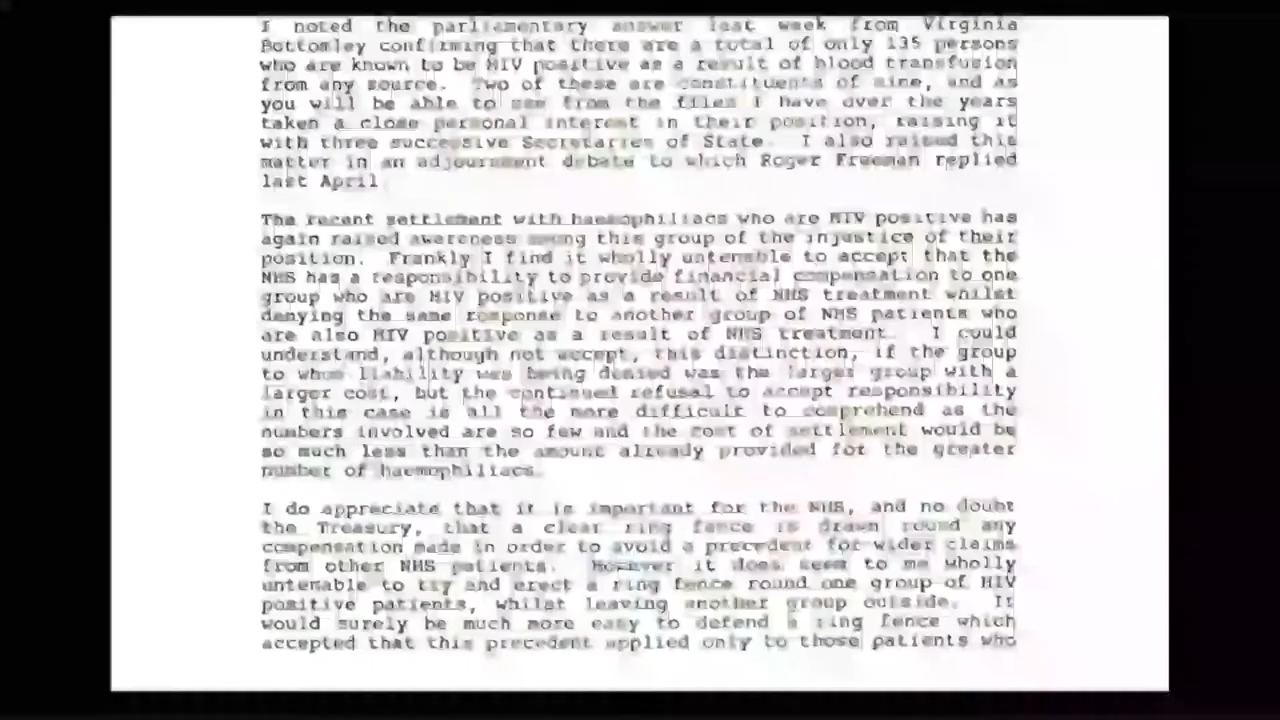 I noted the parliamentary answer last week from Virginia
Bottomley confirming that there are a total of only 135 persons
who are known to be HIV positive as a result of blood transfusion
from any source. Two of these are constituents of mine, and as
you will be able to see from the files I have over the years
taken a close personal interest in their position, raising it
with three successive Secretaries of State. I also raised this
matter in an adjournment debate to which Roger Freeman replied
last April.
The recent settlement with haemophiliacs who are HIV positive has
again raised awareness among this group of the injustice of their
position. Frankly I find it wholly untenable to accept that the
NHS has a responsibility to provide financial compensation to one
group who are HIV positive as a result of NHS treatment whilst
denying the same response to another group of NHS patients who
are also HIV positive as a result of NHS treatment. I could
understand, although not accept, this distinction, if the group
to whom liability was being denied was the larger group with a
larger cost, but the continued refusal to accept responsibility
in this case is all the more difficult to comprehend as the
numbers involved are so few and the cost of settlement would be
so much less than the amount already provided for the greater
number of haemophiliacs.
I do appreciate that it is important for the NHS, and no doubt
the Treasury, that a clear ring fence is drawn round any
compensation made in order to avoid a precedent for wider claims
from other NHS patients. However it does seem to me wholly
untenable to try and erect a ring fence round one group of HIV
positive patients, whilst leaving another group outside. It
would surely be much more easy to defend a ring fence which
accepted that this precedent applied only to those patients who